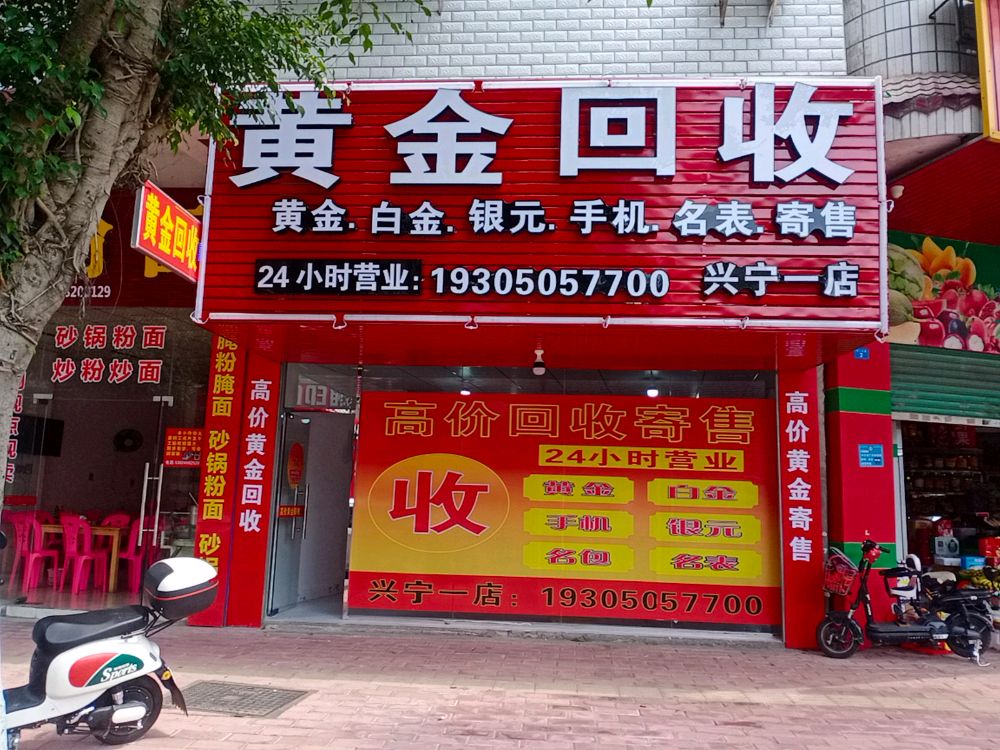 黄金回收
黄金.白金.银元.手机.名表.寄售
24小时营业:19305057700 兴宁一店
黄金回收
砂锅粉面
炒粉炒面
腌粉腌面 砂锅粉面 砂锅
高价黄金回收
高价回收寄售
24小时营业
收
黄金 白金
手机 银元
名包 名表
兴宁一店：19305057700
高价黄金寄售
Sports